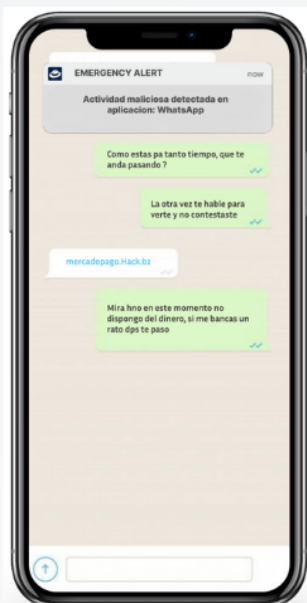 EMERGENCY ALERT
now
Actividad maliciosa detectada en
aplicacion: WhatsApp
Como estas pa tanto tiempo, que te
anda pasando ?
La otra vez te hable para
verte y no contestaste
mercadepago.Hack.bz
Mira hno en este momento no
dispongo del dinero, si me bancas un
rato dps te paso